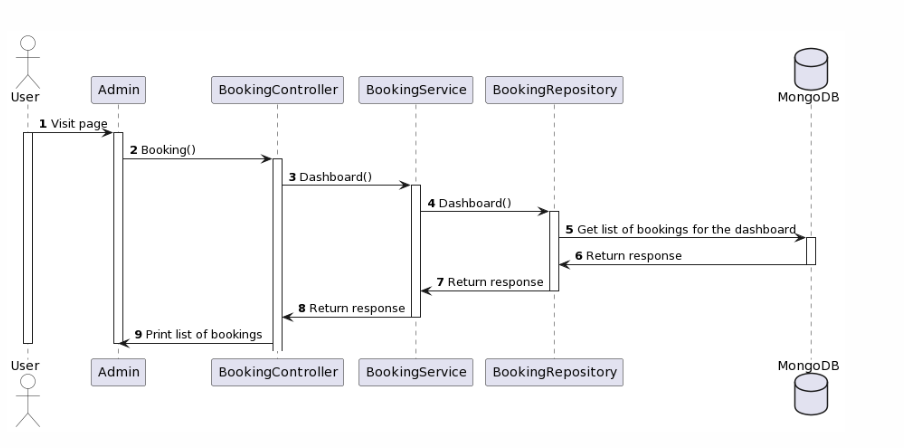 User
Admin
BookingController
BookingService
BookingRepository
MongoDB
1 Visit page
2 Booking()
3 Dashboard()
4 Dashboard()
5 Get list of bookings for the dashboard
6 Return response
7 Return response
8 Return response
9 Print list of bookings
User
Admin
BookingController
BookingService
BookingRepository
MongoDB